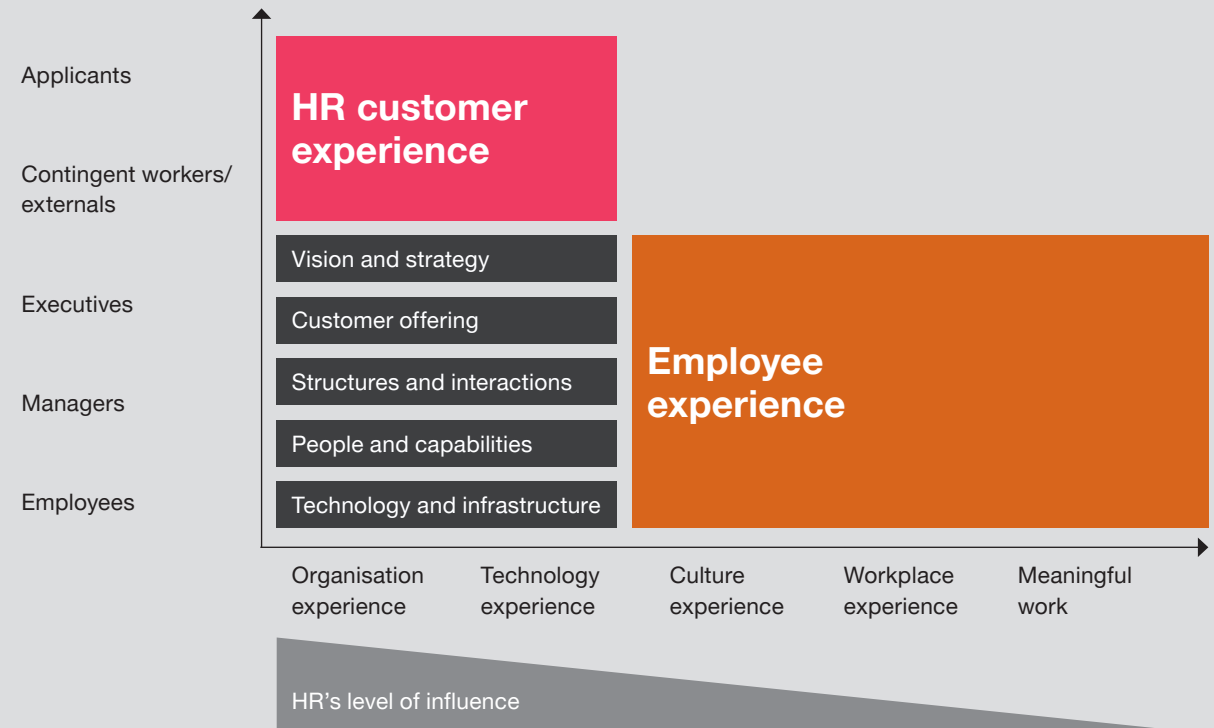 Applicants
Contingent workers/
externals
Executives
Managers
Employees
HR customer
experience
Vision and strategy
Customer offering
Structures and interactions
People and capabilities
Technology and infrastructure
Employee
experience
Organisation
experience
Technology
experience
Culture
experience
Workplace
experience
Meaningful
work
HR's level of influence